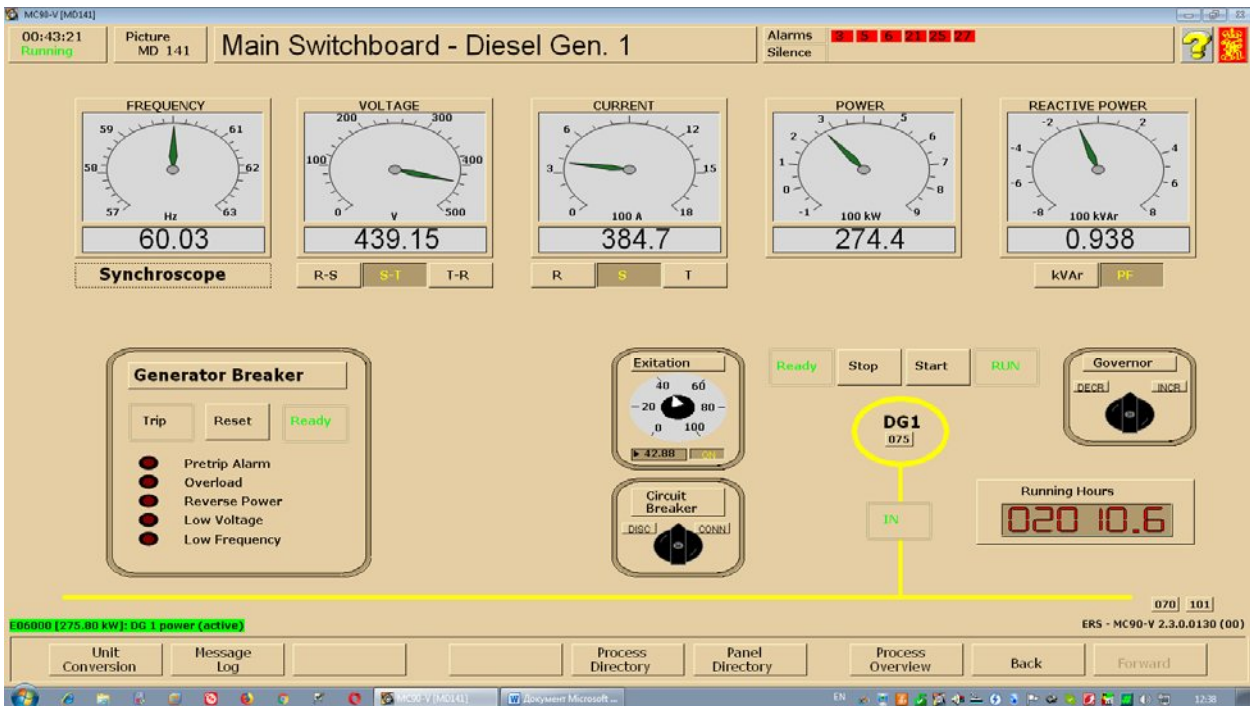 MC90-V [MD141]
00:43:21
Running
Picture
MD 141
Main Switchboard - Diesel Gen. 1
Alarms 3 5 6 21 25 27
Silence
FREQUENCY
59 61
58 62
57 Hz 63
60.03
Synchroscope
VOLTAGE
200 300
100 400
0 V 500
439.15
R-S S-T T-R
CURRENT
6 12
3 15
0 100 A 18
384.7
R S T
POWER
3 5
2 6
1 7
0 8
-1 100 kW 9
274.4
REACTIVE POWER
-2 2
-4 4
-6 6
-8 100 kVAr 8
0.938
kVAr PF
Generator Breaker
Trip Reset Ready
Pretrip Alarm
Overload
Reverse Power
Low Voltage
Low Frequency
Exitation
40 60
20 80
0 100
42.88 ON
Circuit
Breaker
DISC CONN
Ready Stop Start RUN
DG1
075
IN
Governor
DECR INCR
Running Hours
02010.6
070 101
E06000 [275.80 kW]: DG 1 power (active)
ERS - MC90-V 2.3.0.0130 (00)
Unit
Conversion
Message
Log
Process
Directory
Panel
Directory
Process
Overview
Back
Forward
MC90-V [MD141]
Документ Microsoft ...
EN
12:38